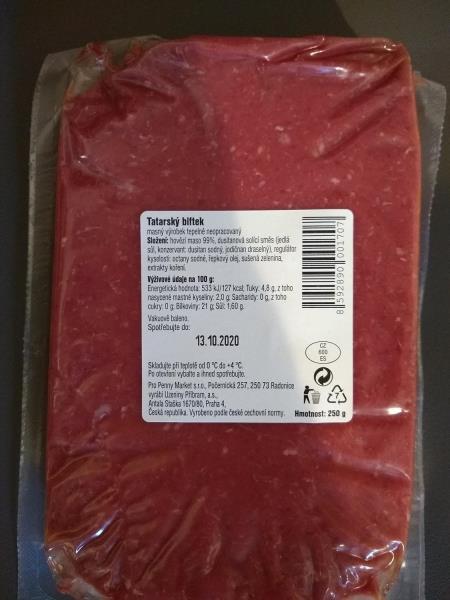 Tatarský biftek
masný výrobek tepelně neopracovaný
Složení: hovězí maso 99%, dusitanová solící směs (jedlá
sůl, konzervant: dusitan sodný, jodičnan draselný), regulátor
kyselosti: octany sodné, řepkový olej, sušená zelenina,
extrakty koření.
Výživové údaje na 100 g:
Energetická hodnota: 533 kJ/127 kcal; Tuky: 4,8 g, z toho
nasycené mastné kyseliny: 2,0 g; Sacharidy: 0 g, z toho
cukry: 0 g; Bílkoviny: 21 g; Sůl: 1,60 g.
Vakuově baleno.
Spotřebujte do:
13.10.2020
Skladujte při teplotě od 0 °C do +4 °C.
Po otevření vybalte a ihned spotřebujte.
Pro Penny Market s.r.o., Počernická 257, 250 73 Radonice
vyrábí Uzeniny Příbram, a.s.,
Antala Staška 1670/80, Praha 4,
Česká republika. Vyrobeno podle české cechovní normy.
8592890001707
CZ
600
ES
7
Hmotnost: 250 g